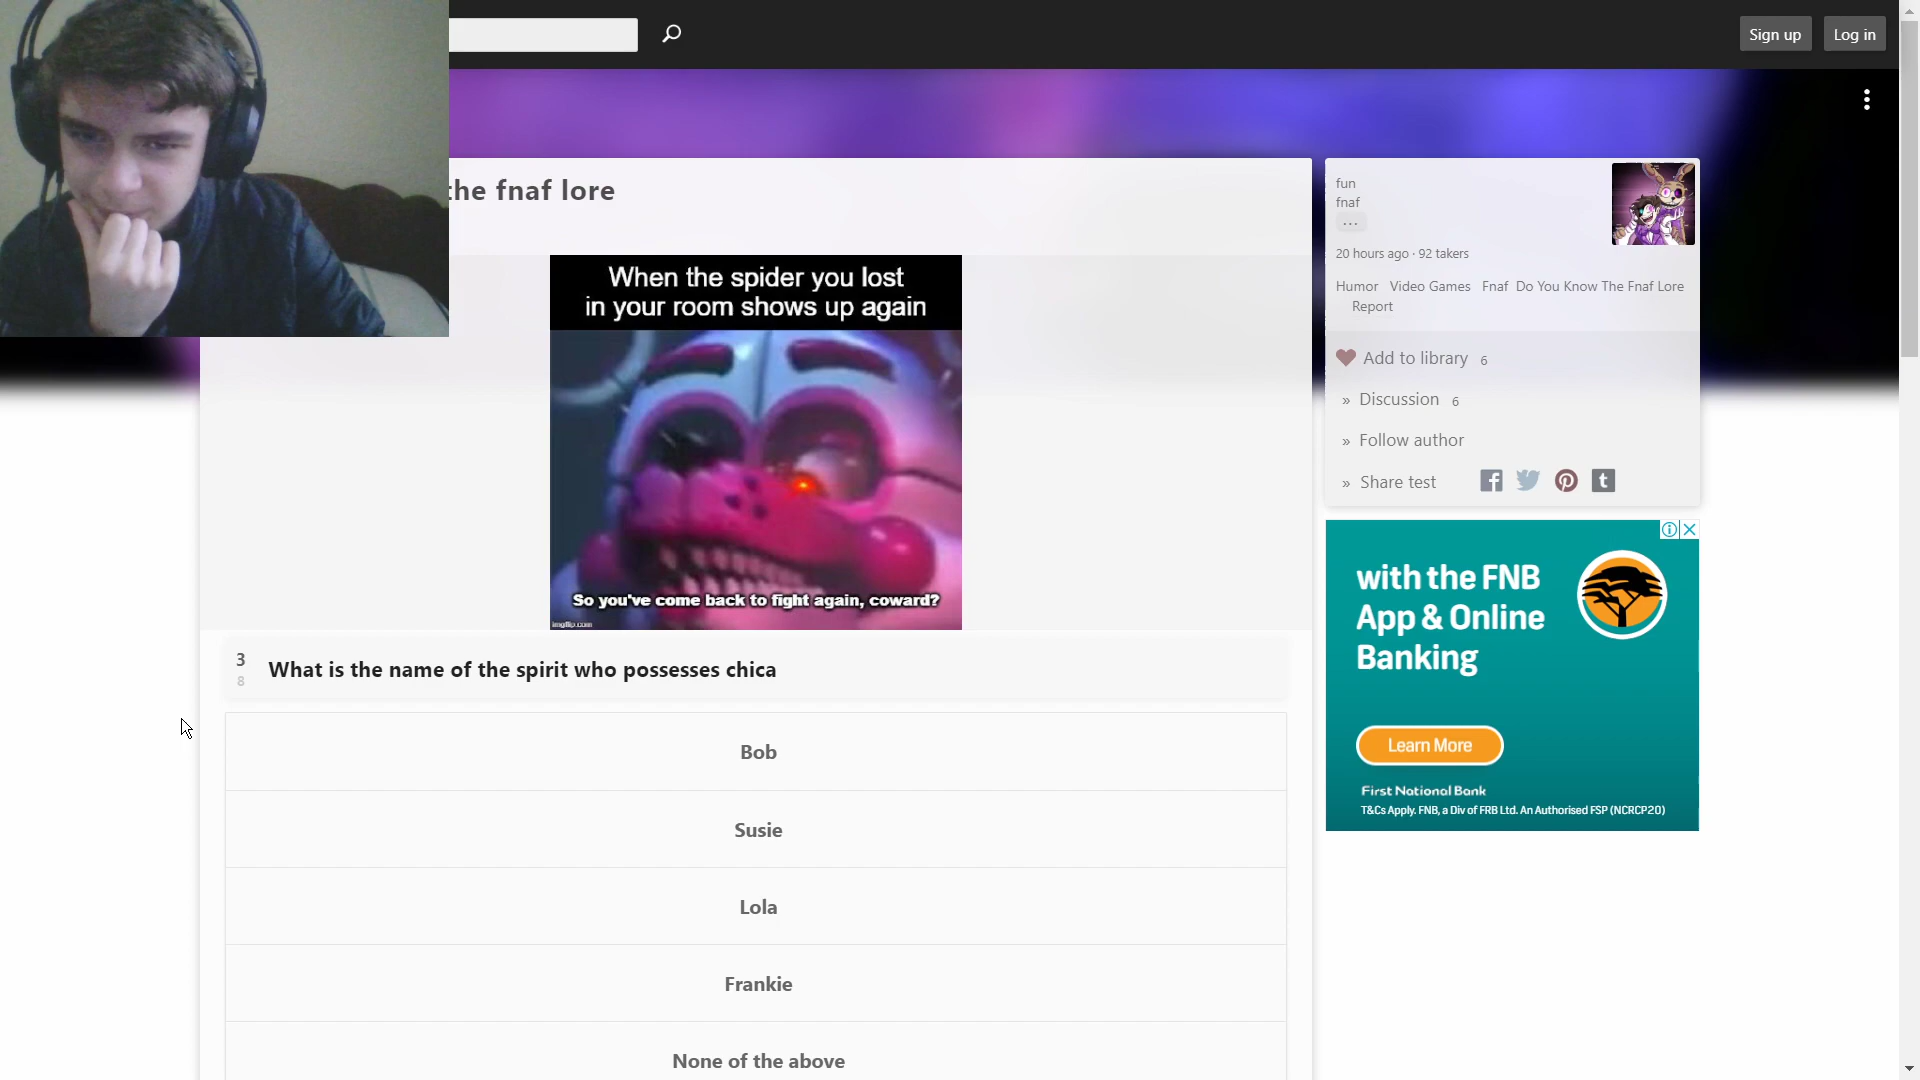 Sign up
Log in
the fnaf lore
fun
fnaf
...
20 hours ago · 92 takers
Humor Video Games Fnaf Do You Know The Fnaf Lore
Report
When the spider you lost
in your room shows up again
So you've come back to fight again, coward?
imgflip.com
Add to library 6
» Discussion 6
» Follow author
» Share test
with the FNB
App & Online
Banking
Learn More
First National Bank
T&Cs Apply. FNB, a Div of FRB Ltd. An Authorised FSP (NCRCP20)
3
8
What is the name of the spirit who possesses chica
Bob
Susie
Lola
Frankie
None of the above